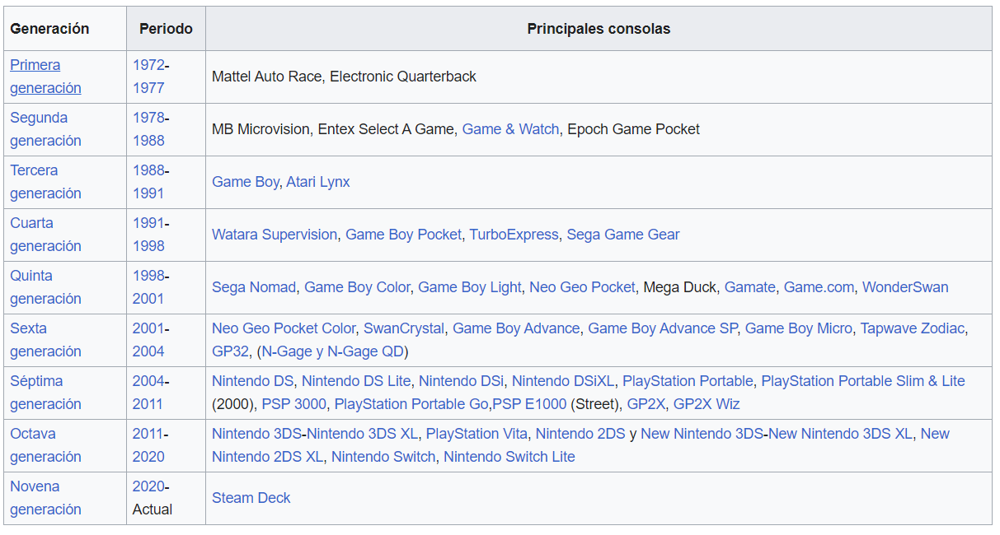 Generación Periodo Principales consolas
Primera generación 1972-1977 Mattel Auto Race, Electronic Quarterback
Segunda generación 1978-1988 MB Microvision, Entex Select A Game, Game & Watch, Epoch Game Pocket
Tercera generación 1988-1991 Game Boy, Atari Lynx
Cuarta generación 1991-1998 Watara Supervision, Game Boy Pocket, TurboExpress, Sega Game Gear
Quinta generación 1998-2001 Sega Nomad, Game Boy Color, Game Boy Light, Neo Geo Pocket, Mega Duck, Gamate, Game.com, WonderSwan
Sexta generación 2001-2004 Neo Geo Pocket Color, SwanCrystal, Game Boy Advance, Game Boy Advance SP, Game Boy Micro, Tapwave Zodiac,
GP32, (N-Gage y N-Gage QD)
Séptima generación 2004-2011 Nintendo DS, Nintendo DS Lite, Nintendo DSi, Nintendo DSiXL, PlayStation Portable, PlayStation Portable Slim & Lite
(2000), PSP 3000, PlayStation Portable Go,PSP E1000 (Street), GP2X, GP2X Wiz
Octava generación 2011-2020 Nintendo 3DS-Nintendo 3DS XL, PlayStation Vita, Nintendo 2DS y New Nintendo 3DS-New Nintendo 3DS XL, New
Nintendo 2DS XL, Nintendo Switch, Nintendo Switch Lite
Novena generación 2020-Actual Steam Deck